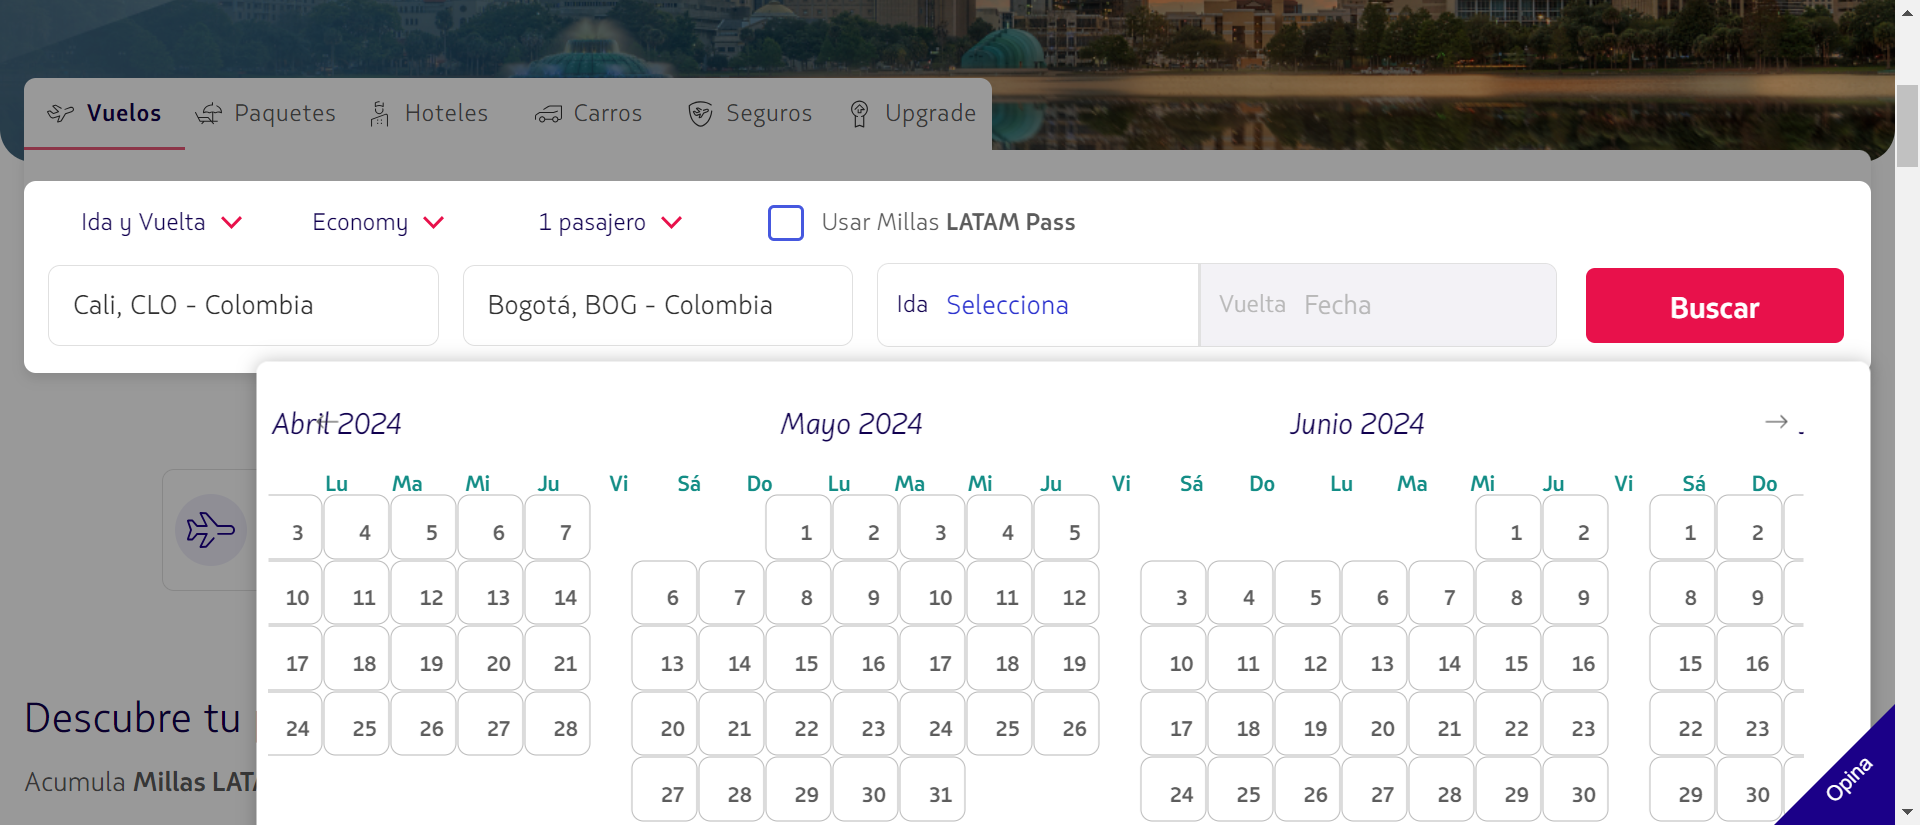 Vuelos Paquetes Hoteles Carros Seguros Upgrade
Ida y Vuelta Economy 1 pasajero Usar Millas LATAM Pass
Cali, CLO - Colombia Bogotá, BOG - Colombia Ida Selecciona Vuelta Fecha Buscar
Abril 2024 Mayo 2024 Junio 2024
Lu Ma Mi Ju Vi Sá Do Lu Ma Mi Ju Vi Sá Do Lu Ma Mi Ju Vi Sá Do
3 4 5 6 7 1 2 3 4 5 1 2 1 2
10 11 12 13 14 6 7 8 9 10 11 12 3 4 5 6 7 8 9 8 9
17 18 19 20 21 13 14 15 16 17 18 19 10 11 12 13 14 15 16 15 16
24 25 26 27 28 20 21 22 23 24 25 26 17 18 19 20 21 22 23 22 23
27 28 29 30 31 24 25 26 27 28 29 30 29 30
Descubre tu
Acumula Millas
Opina